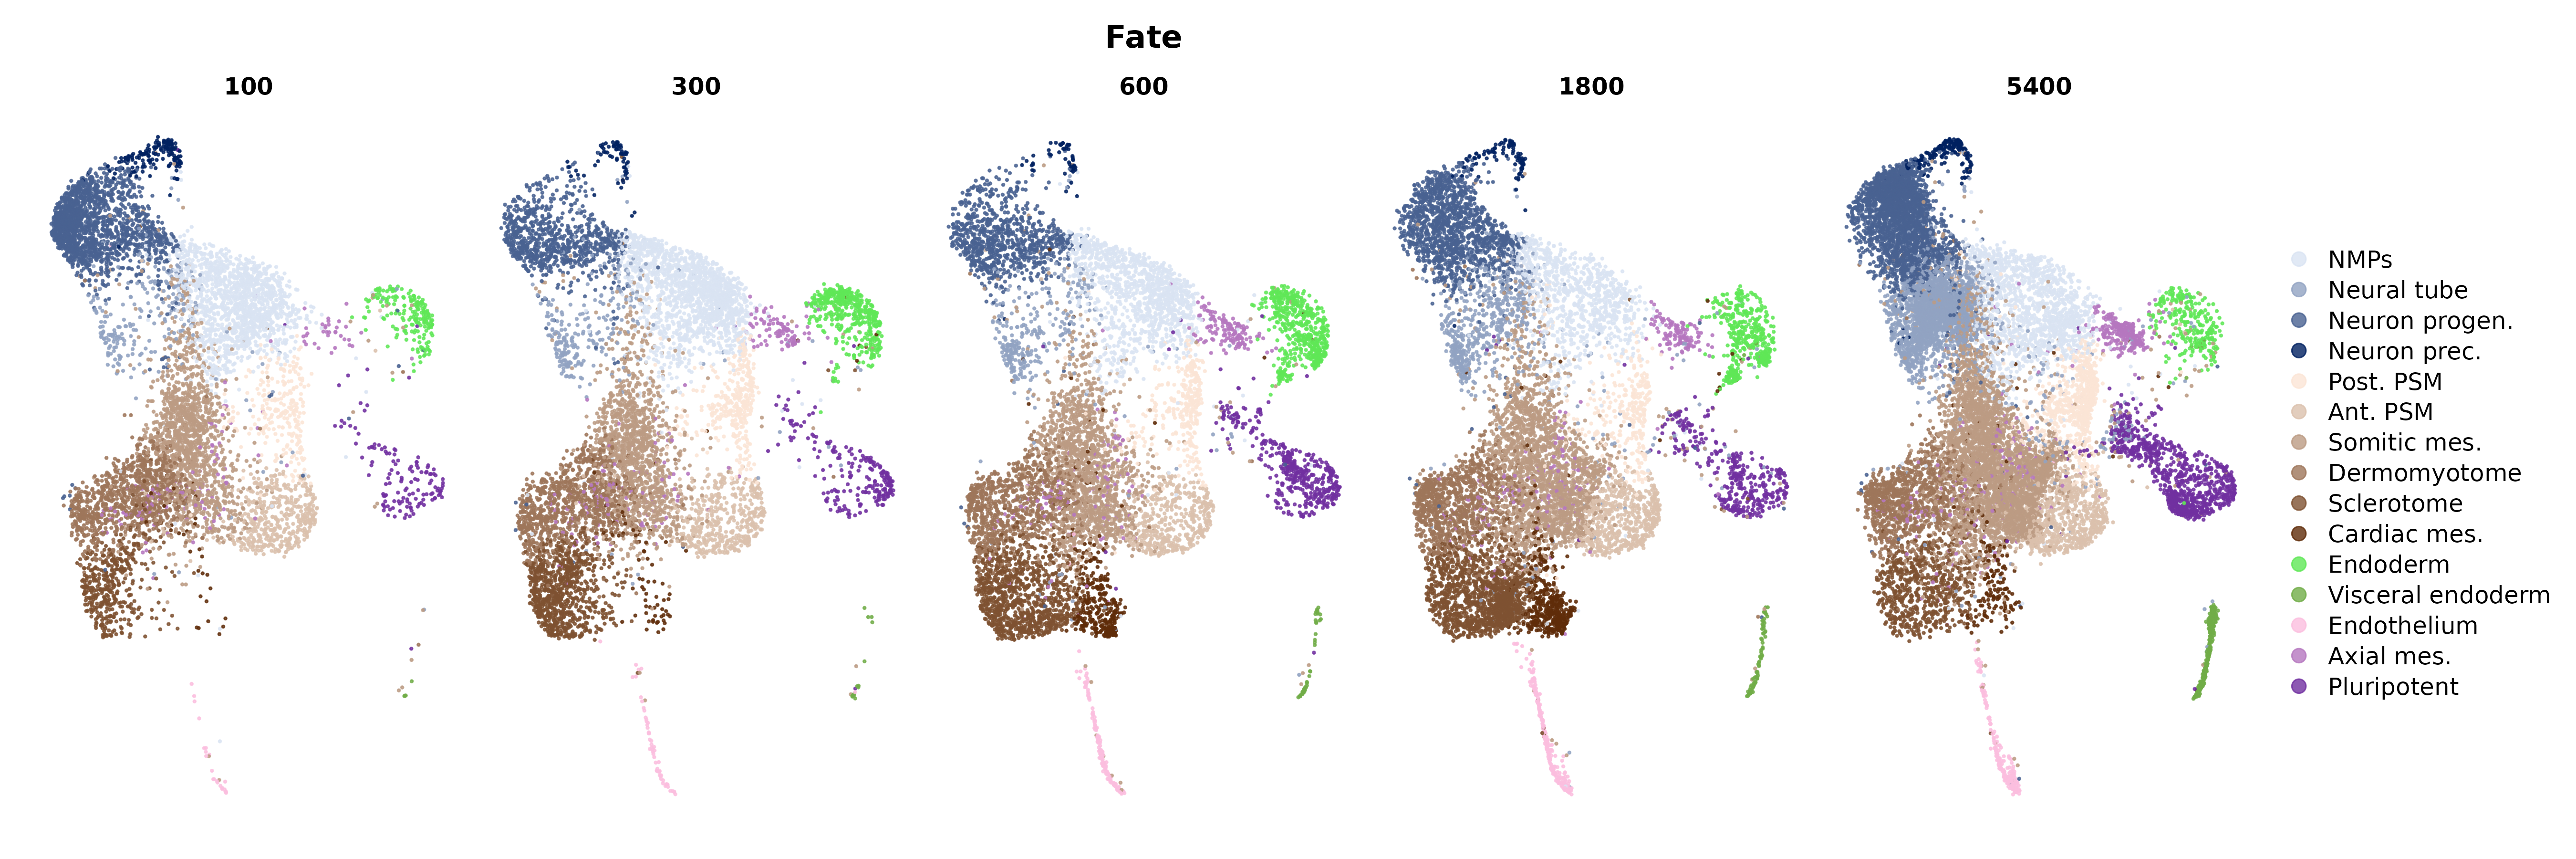 Fate
100 300 600 1800 5400
NMPs
Neural tube
Neuron progen.
Neuron prec.
Post. PSM
Ant. PSM
Somitic mes.
Dermomyotome
Sclerotome
Cardiac mes.
Endoderm
Visceral endoderm
Endothelium
Axial mes.
Pluripotent